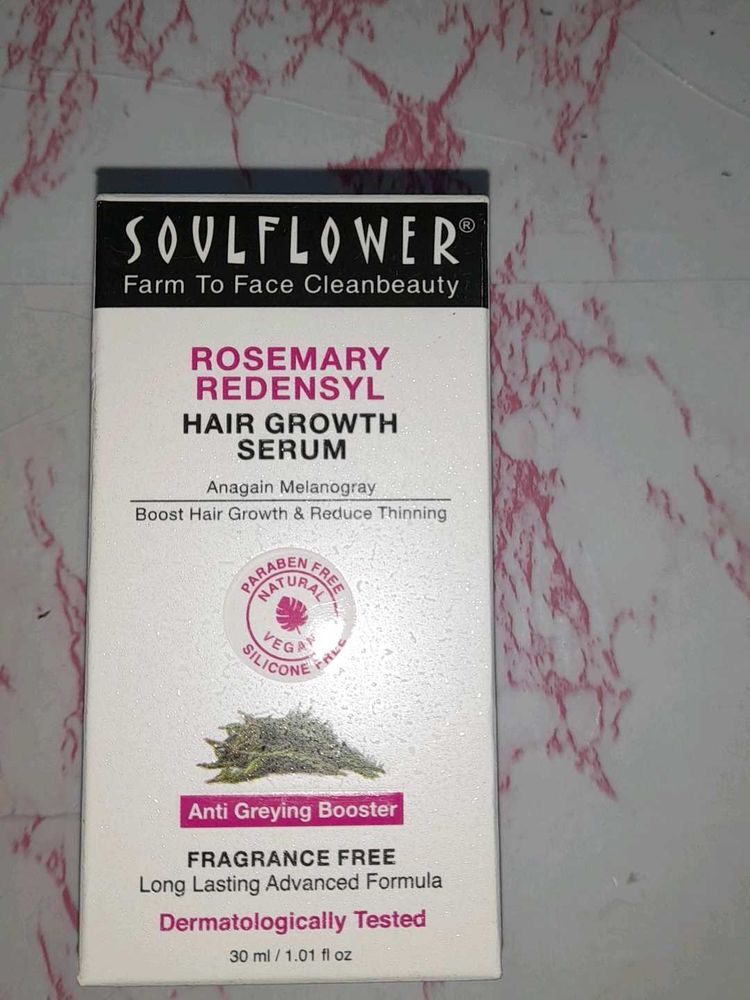 SOULFLOWER®
Farm To Face Cleanbeauty
ROSEMARY
REDENSYL
HAIR GROWTH
SERUM
Anagain Melanogray
Boost Hair Growth & Reduce Thinning
PARABEN FREE
NATURAL
VEGAN
SILICONE FREE
Anti Greying Booster
FRAGRANCE FREE
Long Lasting Advanced Formula
Dermatologically Tested
30 ml / 1.01 fl oz